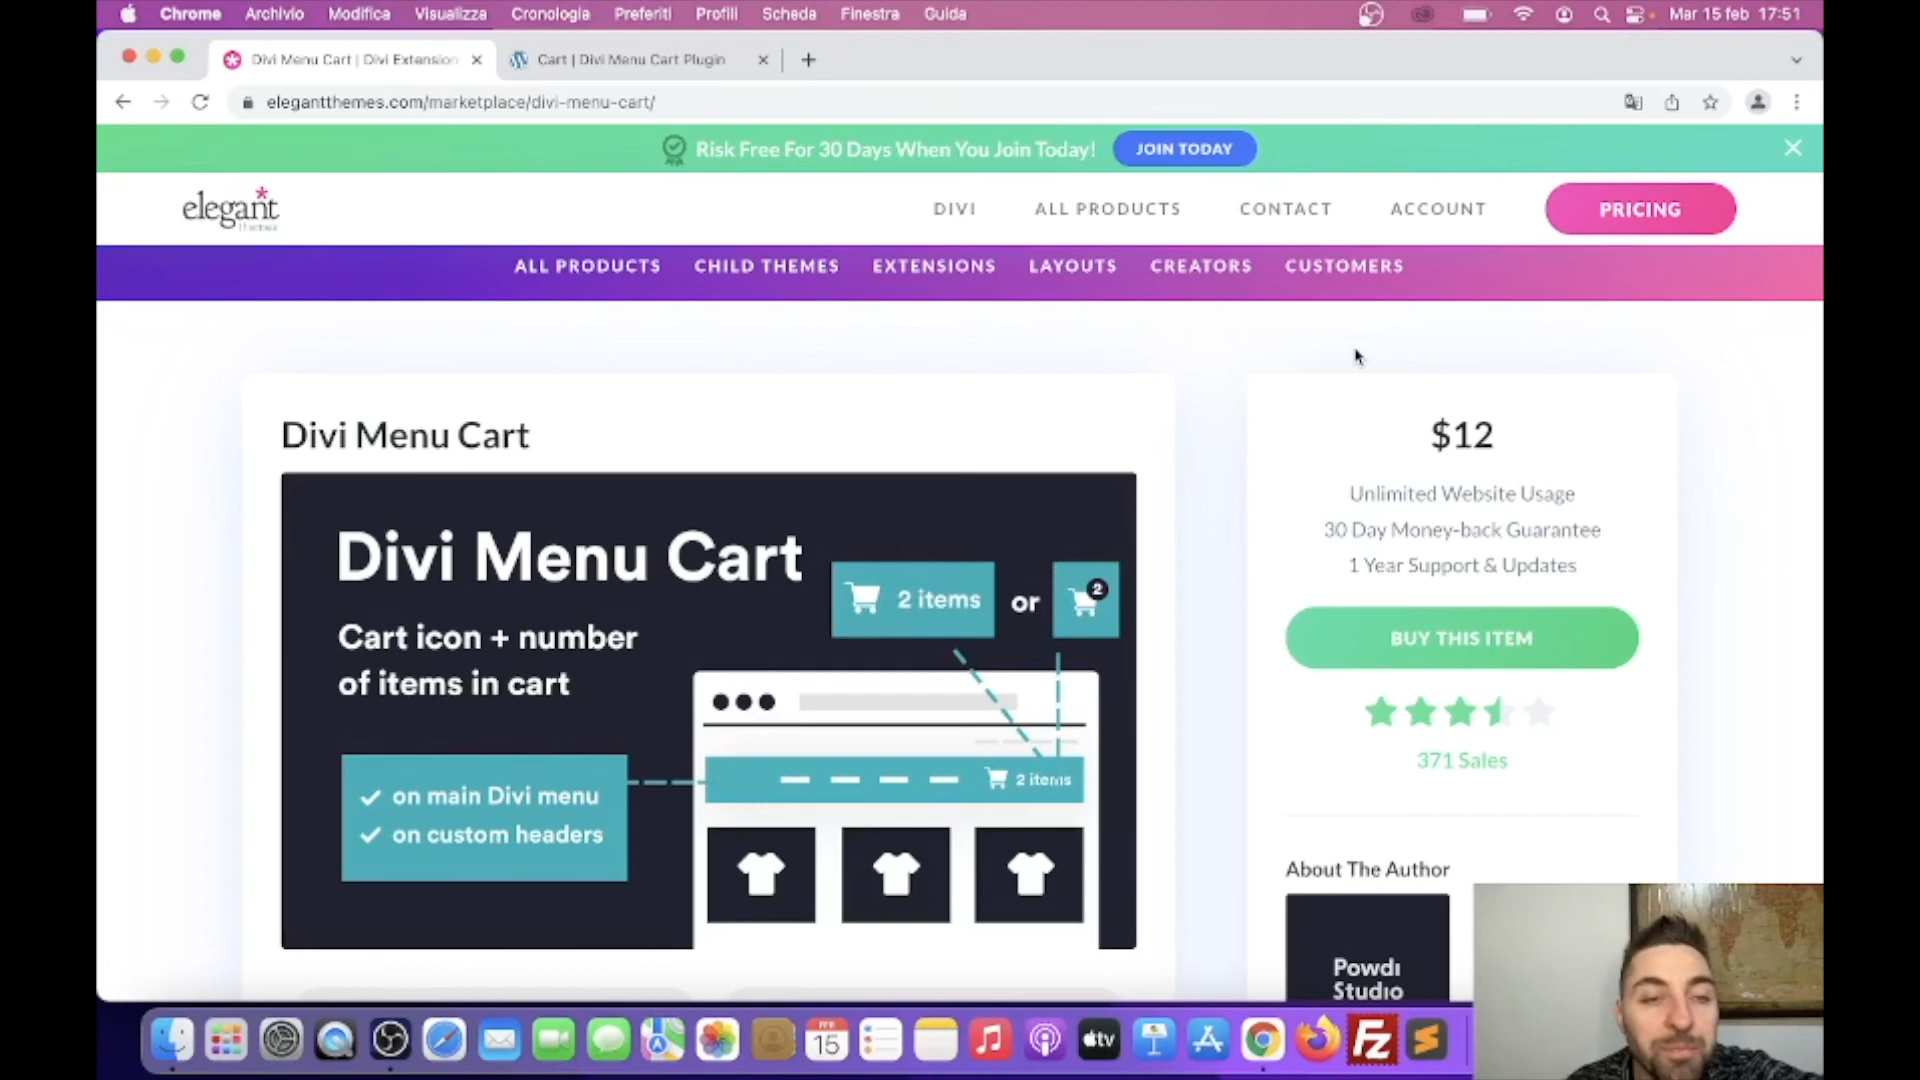 Chrome Archivio Modifica Visualizza Cronologia Preferiti Profili Scheda Finestra Guida Mar 15 feb 17:51
Divi Menu Cart | Divi Extension Cart | Divi Menu Cart Plugin
elegantthemes.com/marketplace/divi-menu-cart/
Risk Free For 30 Days When You Join Today! JOIN TODAY
elegant
themes
DIVI ALL PRODUCTS CONTACT ACCOUNT PRICING
ALL PRODUCTS CHILD THEMES EXTENSIONS LAYOUTS CREATORS CUSTOMERS
Divi Menu Cart
Divi Menu Cart
2 items or 2
Cart icon + number
of items in cart
on main Divi menu
on custom headers
2 items
$12
Unlimited Website Usage
30 Day Money-back Guarantee
1 Year Support & Updates
BUY THIS ITEM
371 Sales
About The Author
Powdi
Studio
FEB
15
tv
FZ